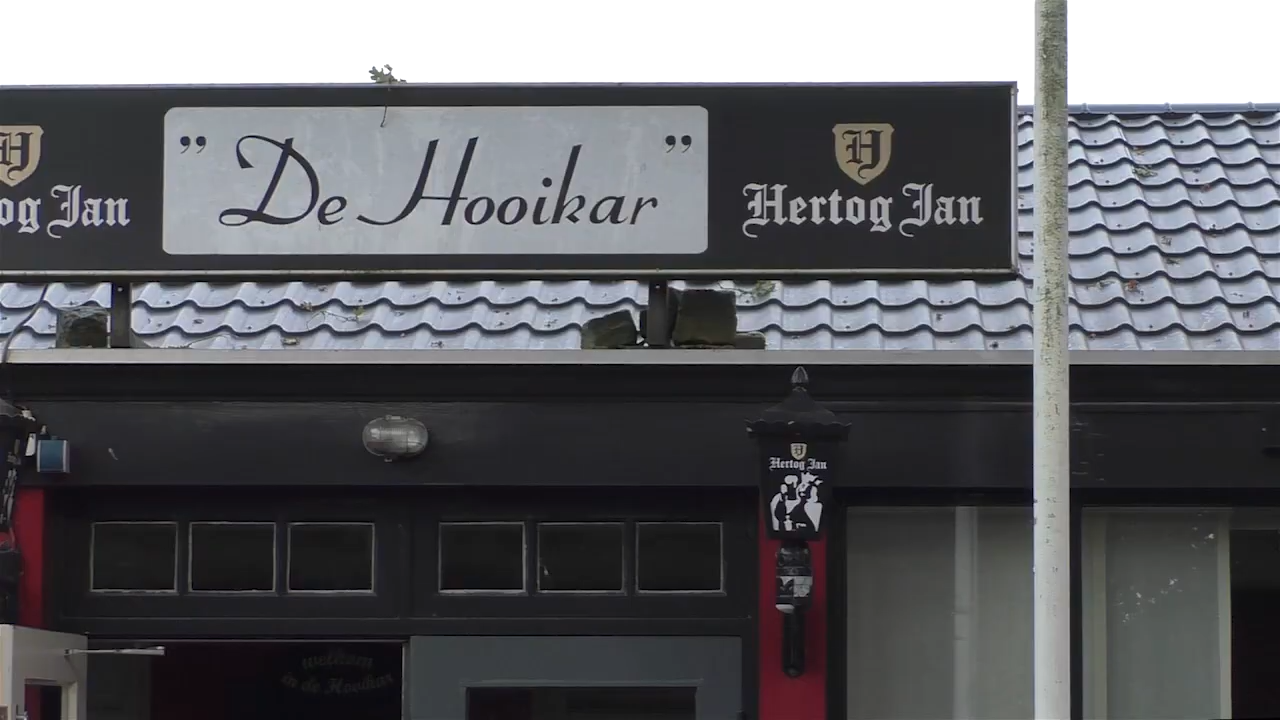 H
og Jan
” De Hooikar ”
H
Hertog Jan
H
Hertog Jan
welkom
in de Hooikar